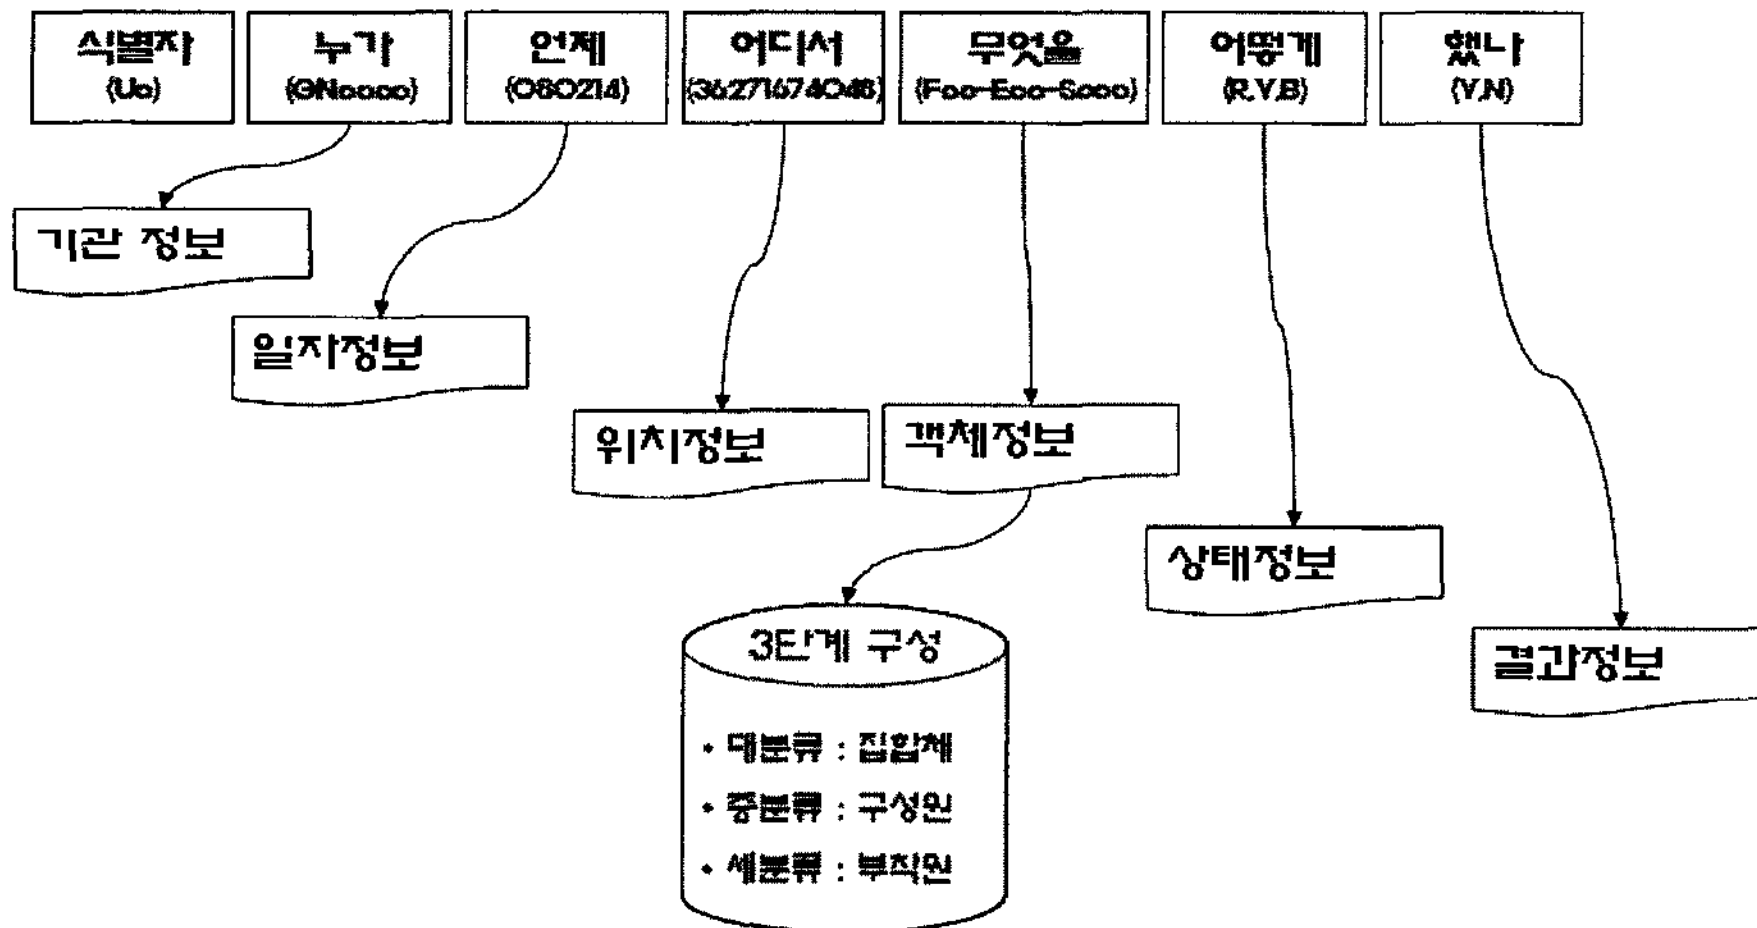 식별자
(Uo)
누가
(GNoooo)
언제
(080214)
어디서
(36271674048)
무엇을
(Foo-Eoo-Sooo)
어떻게
(R,Y,B)
했나
(Y,N)
기관 정보
일자정보
위치정보
객체정보
상태정보
결과정보
3단계 구성
• 대분류 : 집합체
• 중분류 : 구성원
• 세분류 : 부착원